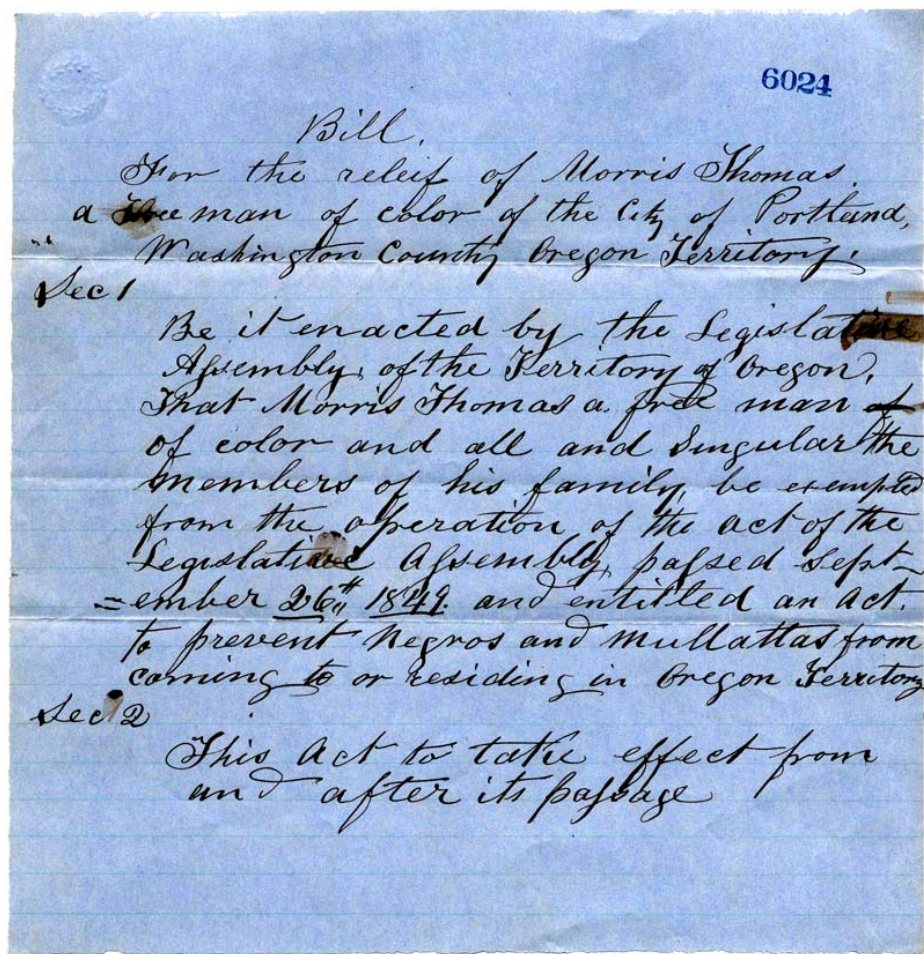 6024
Bill.
For the releif of Morris Thomas.
a free man of color of the City of Portland,
Washington County Oregon Territory.
Sec 1
Be it enacted by the Legislative
Assembly, of the Territory of Oregon,
That Morris Thomas a free man of
of color and all and Singular the
members of his family, be exempted
from the operation of the act of the
Legislative Assembly, passed Sept-
=ember 26th 1849. and entitled an Act.
to prevent Negros and Mullattas from
coming to or residing in Oregon Territory
Sec 2
This Act to take effect from
and after its passage